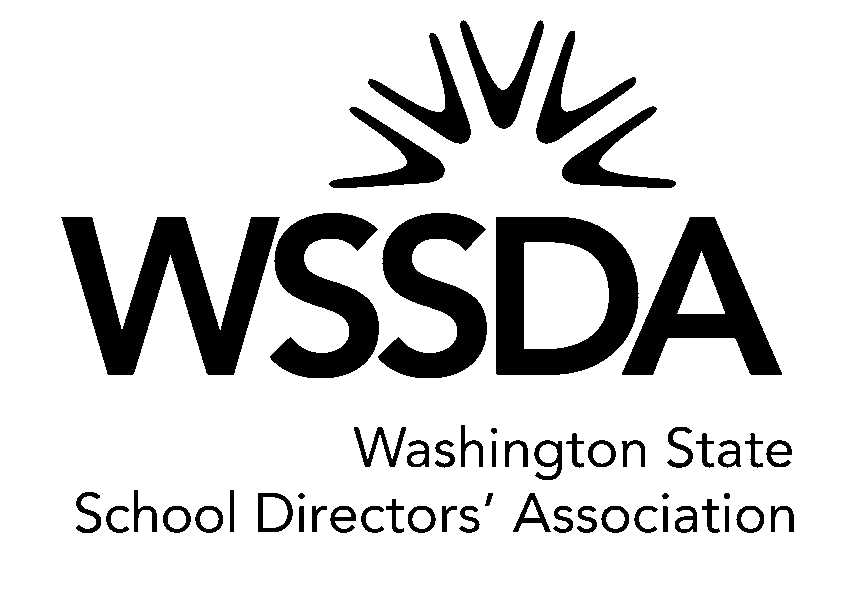 WSSDA
Washington State
School Directors’ Association